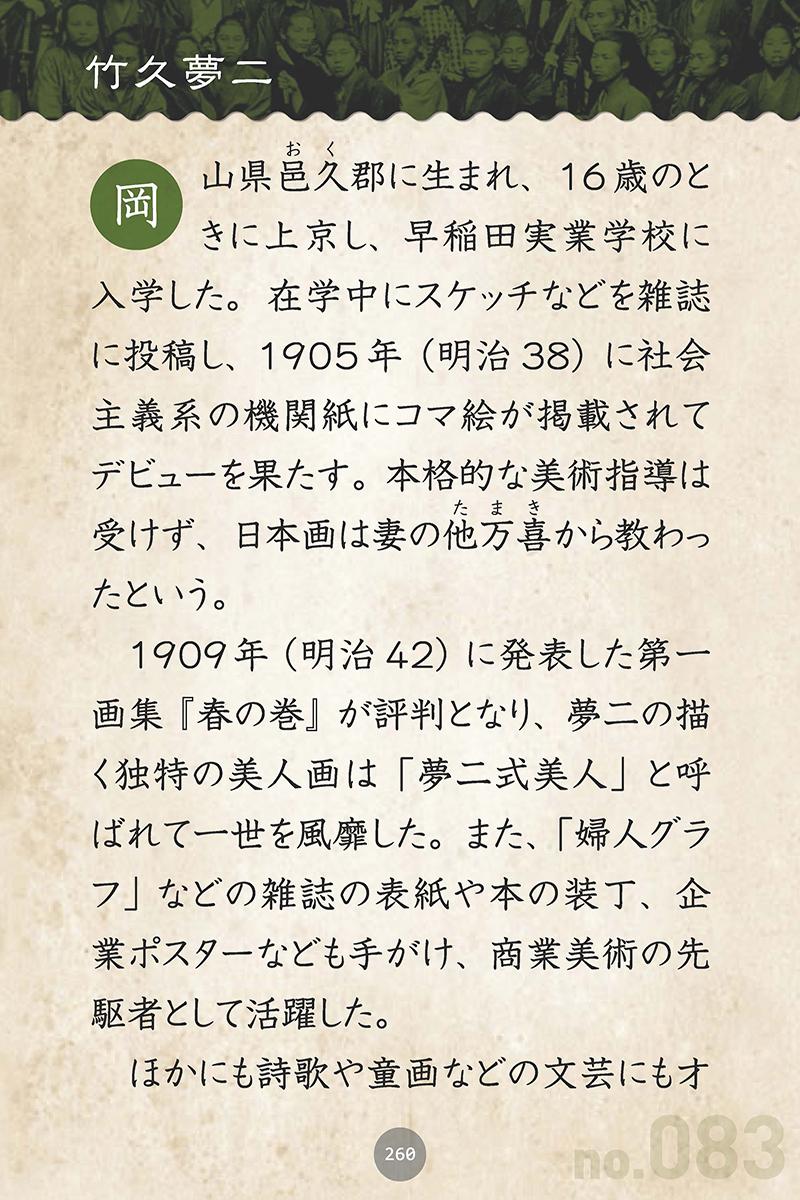 竹久夢二
岡山県邑久郡に生まれ、16歳のと
おく
きに上京し、早稲田実業学校に
入学した。在学中にスケッチなどを雑誌
に投稿し、1905年（明治38）に社会
主義系の機関紙にコマ絵が掲載されて
デビューを果たす。本格的な美術指導は
たまき
受けず、日本画は妻の他万喜から教わっ
たという。
　1909年（明治42）に発表した第一
画集『春の巻』が評判となり、夢二の描
く独特の美人画は「夢二式美人」と呼
ばれて一世を風靡した。また、「婦人グラ
フ」などの雑誌の表紙や本の装丁、企
業ポスターなども手がけ、商業美術の先
駆者として活躍した。
　ほかにも詩歌や童画などの文芸にもオ
260
no.083